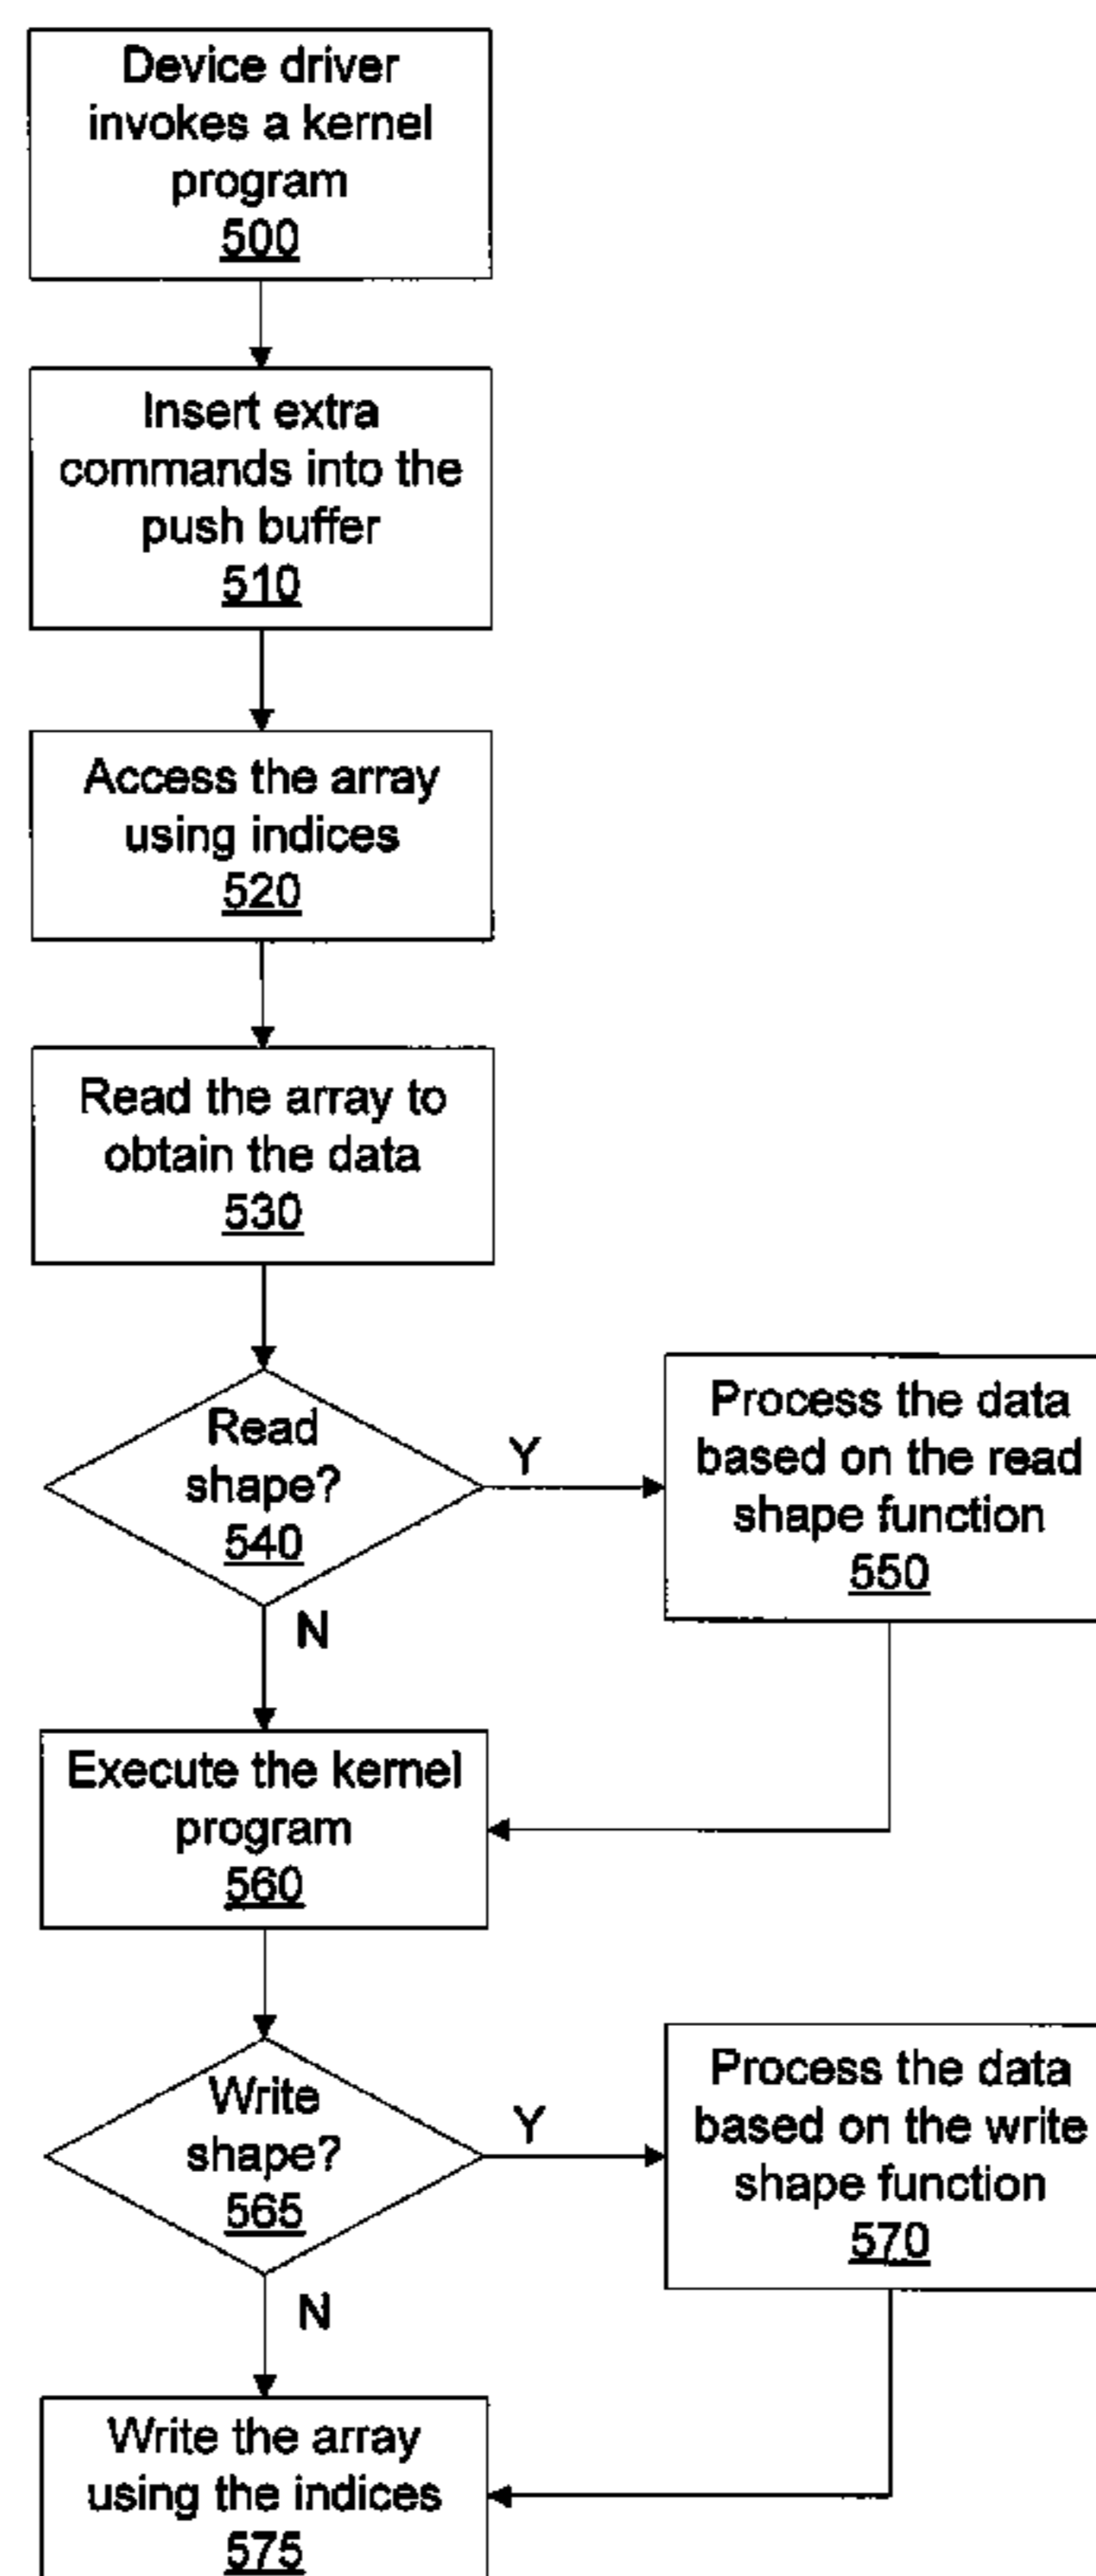 Device driver
invokes a kernel
program
500
Insert extra
commands into the
push buffer
510
Access the array
using indices
520
Read the array to
obtain the data
530
Read
shape?
540
Y
N
Process the data
based on the read
shape function
550
Execute the kernel
program
560
Write
shape?
565
Y
N
Process the data
based on the write
shape function
570
Write the array
using the indices
575